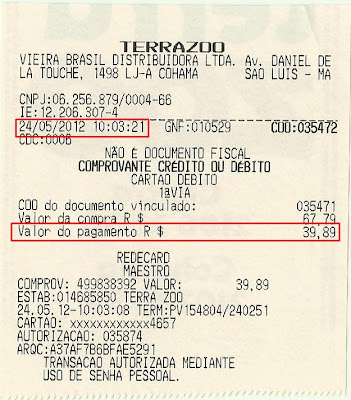 TERRAZOO
VIEIRA BRASIL DISTRIBUIDORA LTDA. Av. DANIEL DE
LA TOUCHE, 1498 LJ-A COHAMA SAO LUIS - MA
CNPJ:06.256.879/0004-66
IE:12.206.307-4
24/05/2012 10:03:21 GNF:010529 COO:035472
CDC:0006
NÃO É DOCUMENTO FISCAL
COMPROVANTE CRÉDITO OU DÉBITO
CARTAO DEBITO
1ªVIA
COO do documento vinculado: 035471
Valor da compra R $ 67,79
Valor do pagamento R $ 39,89
REDECARD
MAESTRO
COMPROV: 499838392 VALOR: 39,89
ESTAB:014685850 TERRA ZOO
24.05.12-10:03:08 TERM:PV154804/240251
CARTAO: xxxxxxxxxxxx4657
AUTORIZACAO: 035874
ARQC:A37AF7B6BFAE5291
TRANSACAO AUTORIZADA MEDIANTE
USO DE SENHA PESSOAL.